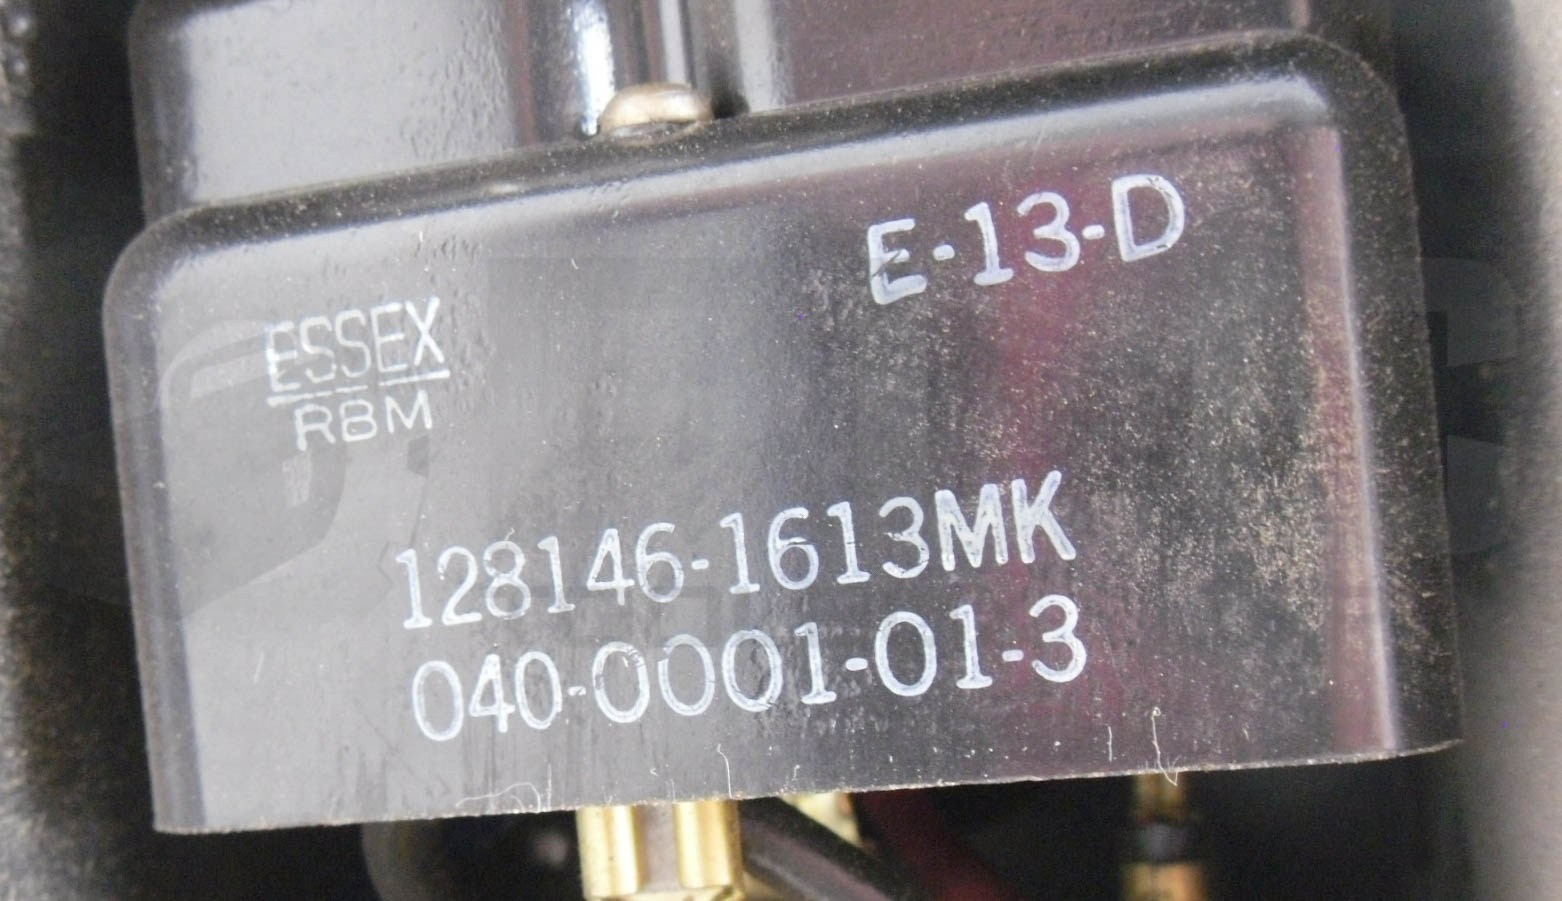 E-13-D
ESSEX
RBM
128146-1613MK
040-0001-01-3